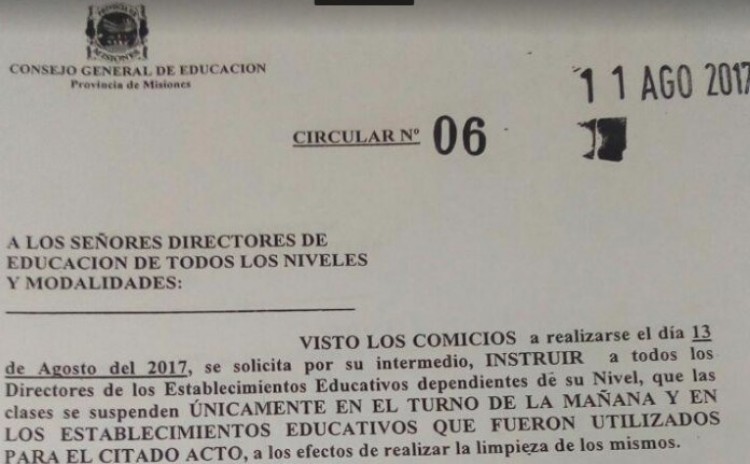 CONSEJO GENERAL DE EDUCACION
Provincia de Misiones
11 AGO 2017
CIRCULAR Nº 06
A LOS SEÑORES DIRECTORES DE
EDUCACION DE TODOS LOS NIVELES
Y MODALIDADES:
VISTO LOS COMICIOS a realizarse el día 13
de Agosto del 2017, se solicita por su intermedio, INSTRUIR a todos los
Directores de los Establecimientos Educativos dependientes de su Nivel, que las
clases se suspenden ÚNICAMENTE EN EL TURNO DE LA MAÑANA Y EN
LOS ESTABLECIMIENTOS EDUCATIVOS QUE FUERON UTILIZADOS
PARA EL CITADO ACTO, a los efectos de realizar la limpieza de los mismos.